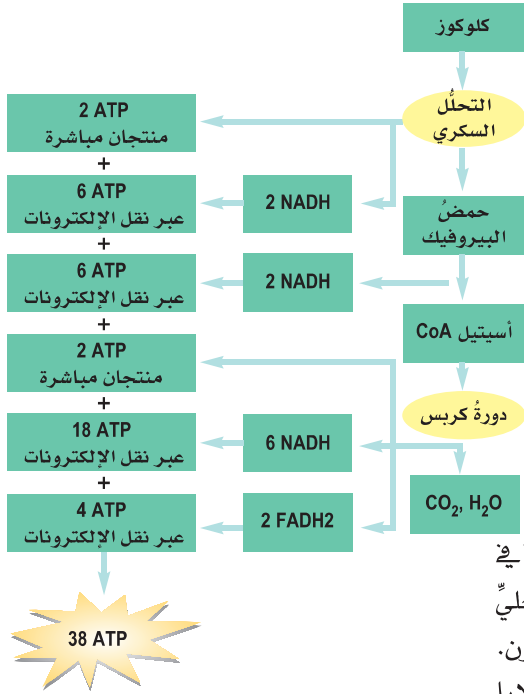 كلوكوز
التحلُّل
السكري
2 ATP
منتجان مباشرة
+
6 ATP
عبر نقل الإلكترونات
2 NADH
حمضُ
البيروفيك
+
6 ATP
عبر نقل الإلكترونات
2 NADH
أسيتيل CoA
+
2 ATP
منتجان مباشرة
دورةُ كربس
+
18 ATP
عبر نقل الإلكترونات
6 NADH
CO₂, H₂O
+
4 ATP
عبر نقل الإلكترونات
2 FADH2
38 ATP
في
ون.